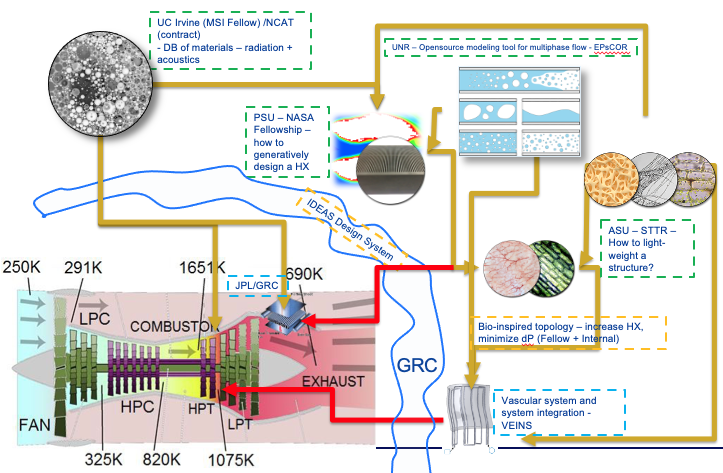 UC Irvine (MSI Fellow) /NCAT
(contract)
- DB of materials – radiation +
acoustics
UNR – Opensource modeling tool for multiphase flow - EPsCOR
PSU – NASA
Fellowship –
how to
generatively
design a HX
IDEAS Design System
ASU – STTR –
How to light-
weight a
structure?
JPL/GRC
250K
291K
1651K
690K
LPC
COMBUSTOR
Bio-inspired topology – increase HX,
minimize dP (Fellow + Internal)
GRC
EXHAUST
HPC
HPT
LPT
FAN
Vascular system and
system integration -
VEINS
325K
820K
1075K